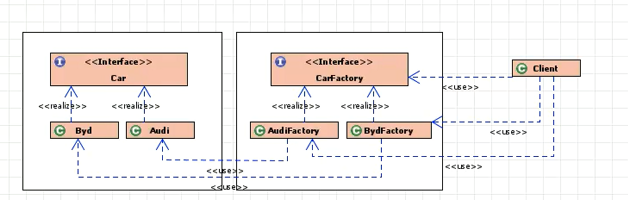 <<Interface>>
Car
<<Interface>>
CarFactory
Client
<<use>>
<<realize>>
<<realize>>
<<realize>>
<<realize>>
Byd
Audi
AudiFactory
BydFactory
<<use>>
<<use>>
<<use>>
<<use>>